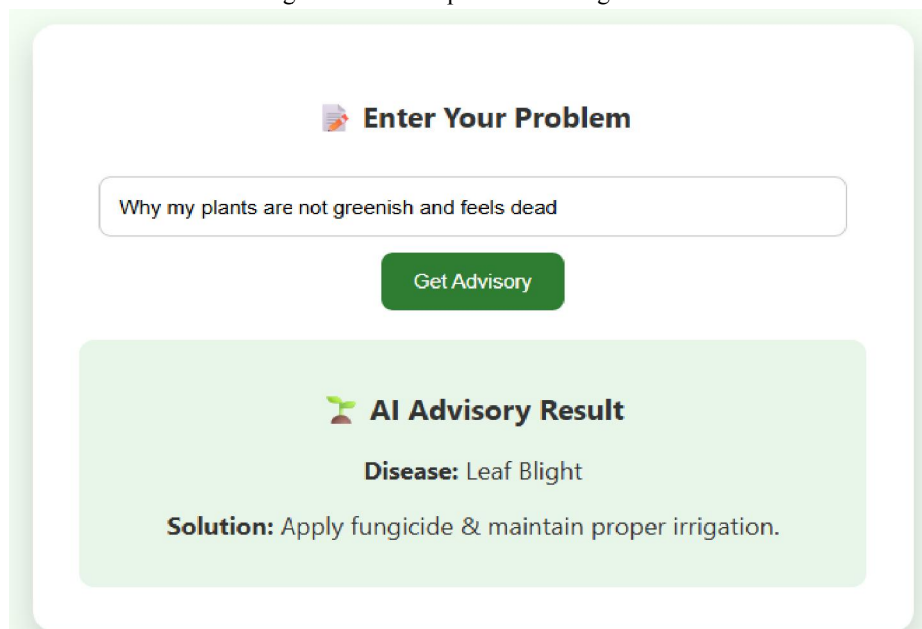 Enter Your Problem
Why my plants are not greenish and feels dead
Get Advisory
AI Advisory Result
Disease: Leaf Blight
Solution: Apply fungicide & maintain proper irrigation.